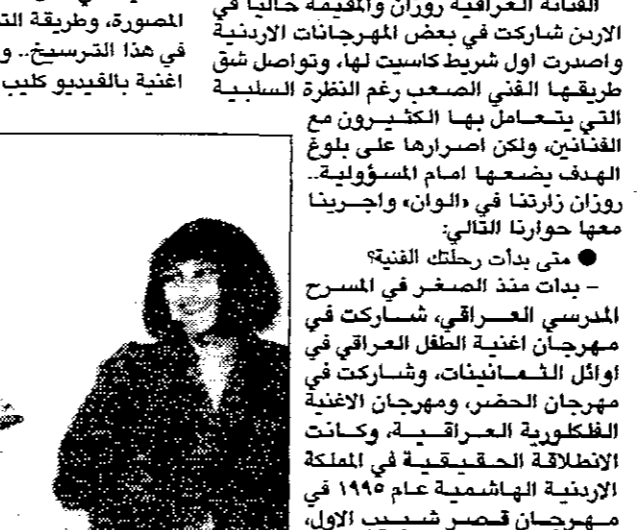 الفنانة العراقية روزان والمقيمة حاليا في
الاردن شاركت في بعض المهرجانات الاردنية
واصدرت اول شريط كاسيت لها، وتواصل شق
طريقها الفني الصعب رغم النظرة السلبية
التي يتعامل بها الكثيرون مع
الفنانين، ولكن اصرارها على بلوغ
الهدف يضعها امام المسؤولية..
روزان زارتنا في «الوان» واجرينا
معها حوارنا التالي:
● متى بدأت رحلتك الفنية؟
– بدأت منذ الصغر في المسرح
المدرسي العراقي، شاركت في
مهرجان اغنية الطفل العراقي في
اوائل الثمانينات، وشاركت في
مهرجان الحضر، ومهرجان الاغنية
الفلكلورية العراقية، وكانت
الانطلاقة الحقيقية في المملكة
الاردنية الهاشمية عام ١٩٩٥ في
مهرجان قصر شبيب الاول،
المصورة، وطريقة
في هذا الترسيخ.. و
اغنية بالفيديو كليب